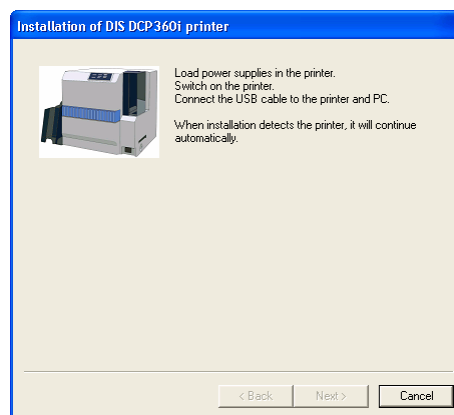 Installation of DIS DCP360i printer
Load power supplies in the printer.
Switch on the printer.
Connect the USB cable to the printer and PC.
When installation detects the printer, it will continue
automatically.
< Back Next > Cancel